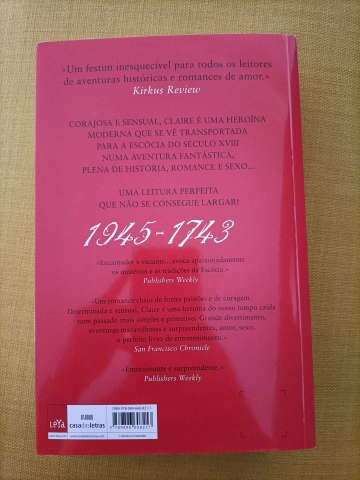 «Um festim inesquecível para todos os leitores
de aventuras históricas e romances de amor.»
Kirkus Review
CORAJOSA E SENSUAL, CLAIRE É UMA HEROÍNA
MODERNA QUE SE VÊ TRANSPORTADA
PARA A ESCÓCIA DO SÉCULO XVIII
NUMA AVENTURA FANTÁSTICA,
PLENA DE HISTÓRIA, ROMANCE E SEXO...
UMA LEITURA PERFEITA
QUE NÃO SE CONSEGUE LARGAR!
1945-1743
«Encantador e viciante... evoca apaixonadamente
os mistérios e as tradições da Escócia.»
Publishers Weekly
«Um romance cheio de fortes paixões e de coragem.
Determinada e sensual, Claire é uma heroína do nosso tempo caída
num passado mais simples e primitivo. Grande divertimento,
aventuras maravilhosas e surpreendentes, amor, sexo,
o perfeito livro de entretenimento.»
San Francisco Chronicle
«Emocionante e surpreendente.»
Publishers Weekly
LEYA
casadasletras